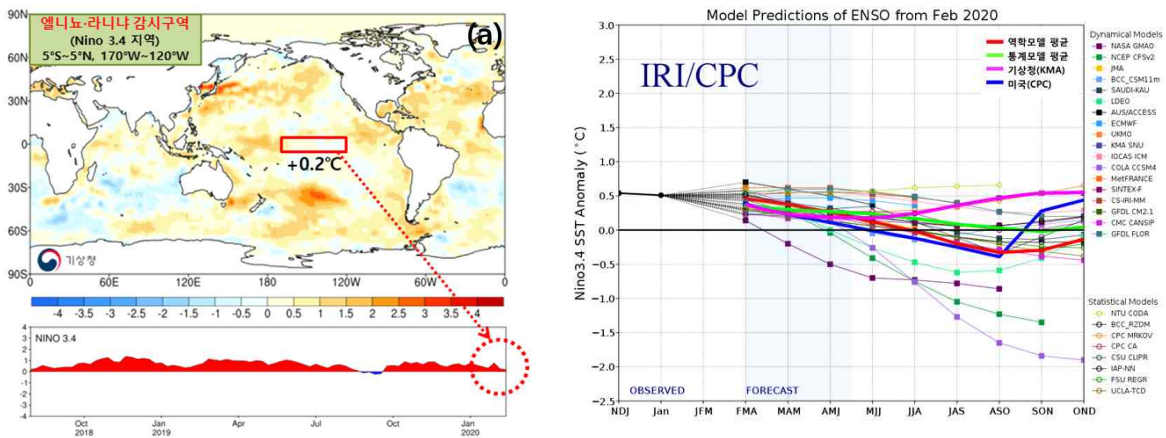 엘니뇨·라니냐 감시구역
(Nino 3.4 지역)
5°S~5°N, 170°W~120°W
(a)
90N
60N
30N
0
30S
60S
90S
+0.2℃
기상청
0 60E 120E 180 120W 60W 0
-4 -3.5 -3 -2.5 -2 -1.5 -1 -0.5 0 0.5 1 1.5 2 2.5 3 3.5 4
NINO 3.4
4
3
2
1
0
-1
-2
-3
-4
Oct 2018
Jan 2019
Apr
Jul
Oct
Jan 2020
Model Predictions of ENSO from Feb 2020
IRI/CPC
역학모델 평균
통계모델 평균
기상청(KMA)
미국(CPC)
Nino3.4 SST Anomaly (°C)
3.0
2.5
2.0
1.5
1.0
0.5
0.0
−0.5
−1.0
−1.5
−2.0
−2.5
OBSERVED FORECAST
NDJ Jan JFM FMA MAM AMJ MJJ JJA JAS ASO SON OND
Dynamical Models
NASA GMAO
NCEP CFSv2
JMA
BCC_CSM11m
SAUDI-KAU
LDEO
AUS/ACCESS
ECMWF
UKMO
KMA SNU
IOCAS ICM
COLA CCSM4
MetFRANCE
SINTEX-F
CS-IRI-MM
GFDL CM2.1
CMC CANSIP
GFDL FLOR
Statistical Models
NTU CODA
BCC_RZDM
CPC MRKOV
CPC CA
CSU CLIPR
IAP-NN
FSU REGR
UCLA-TCD